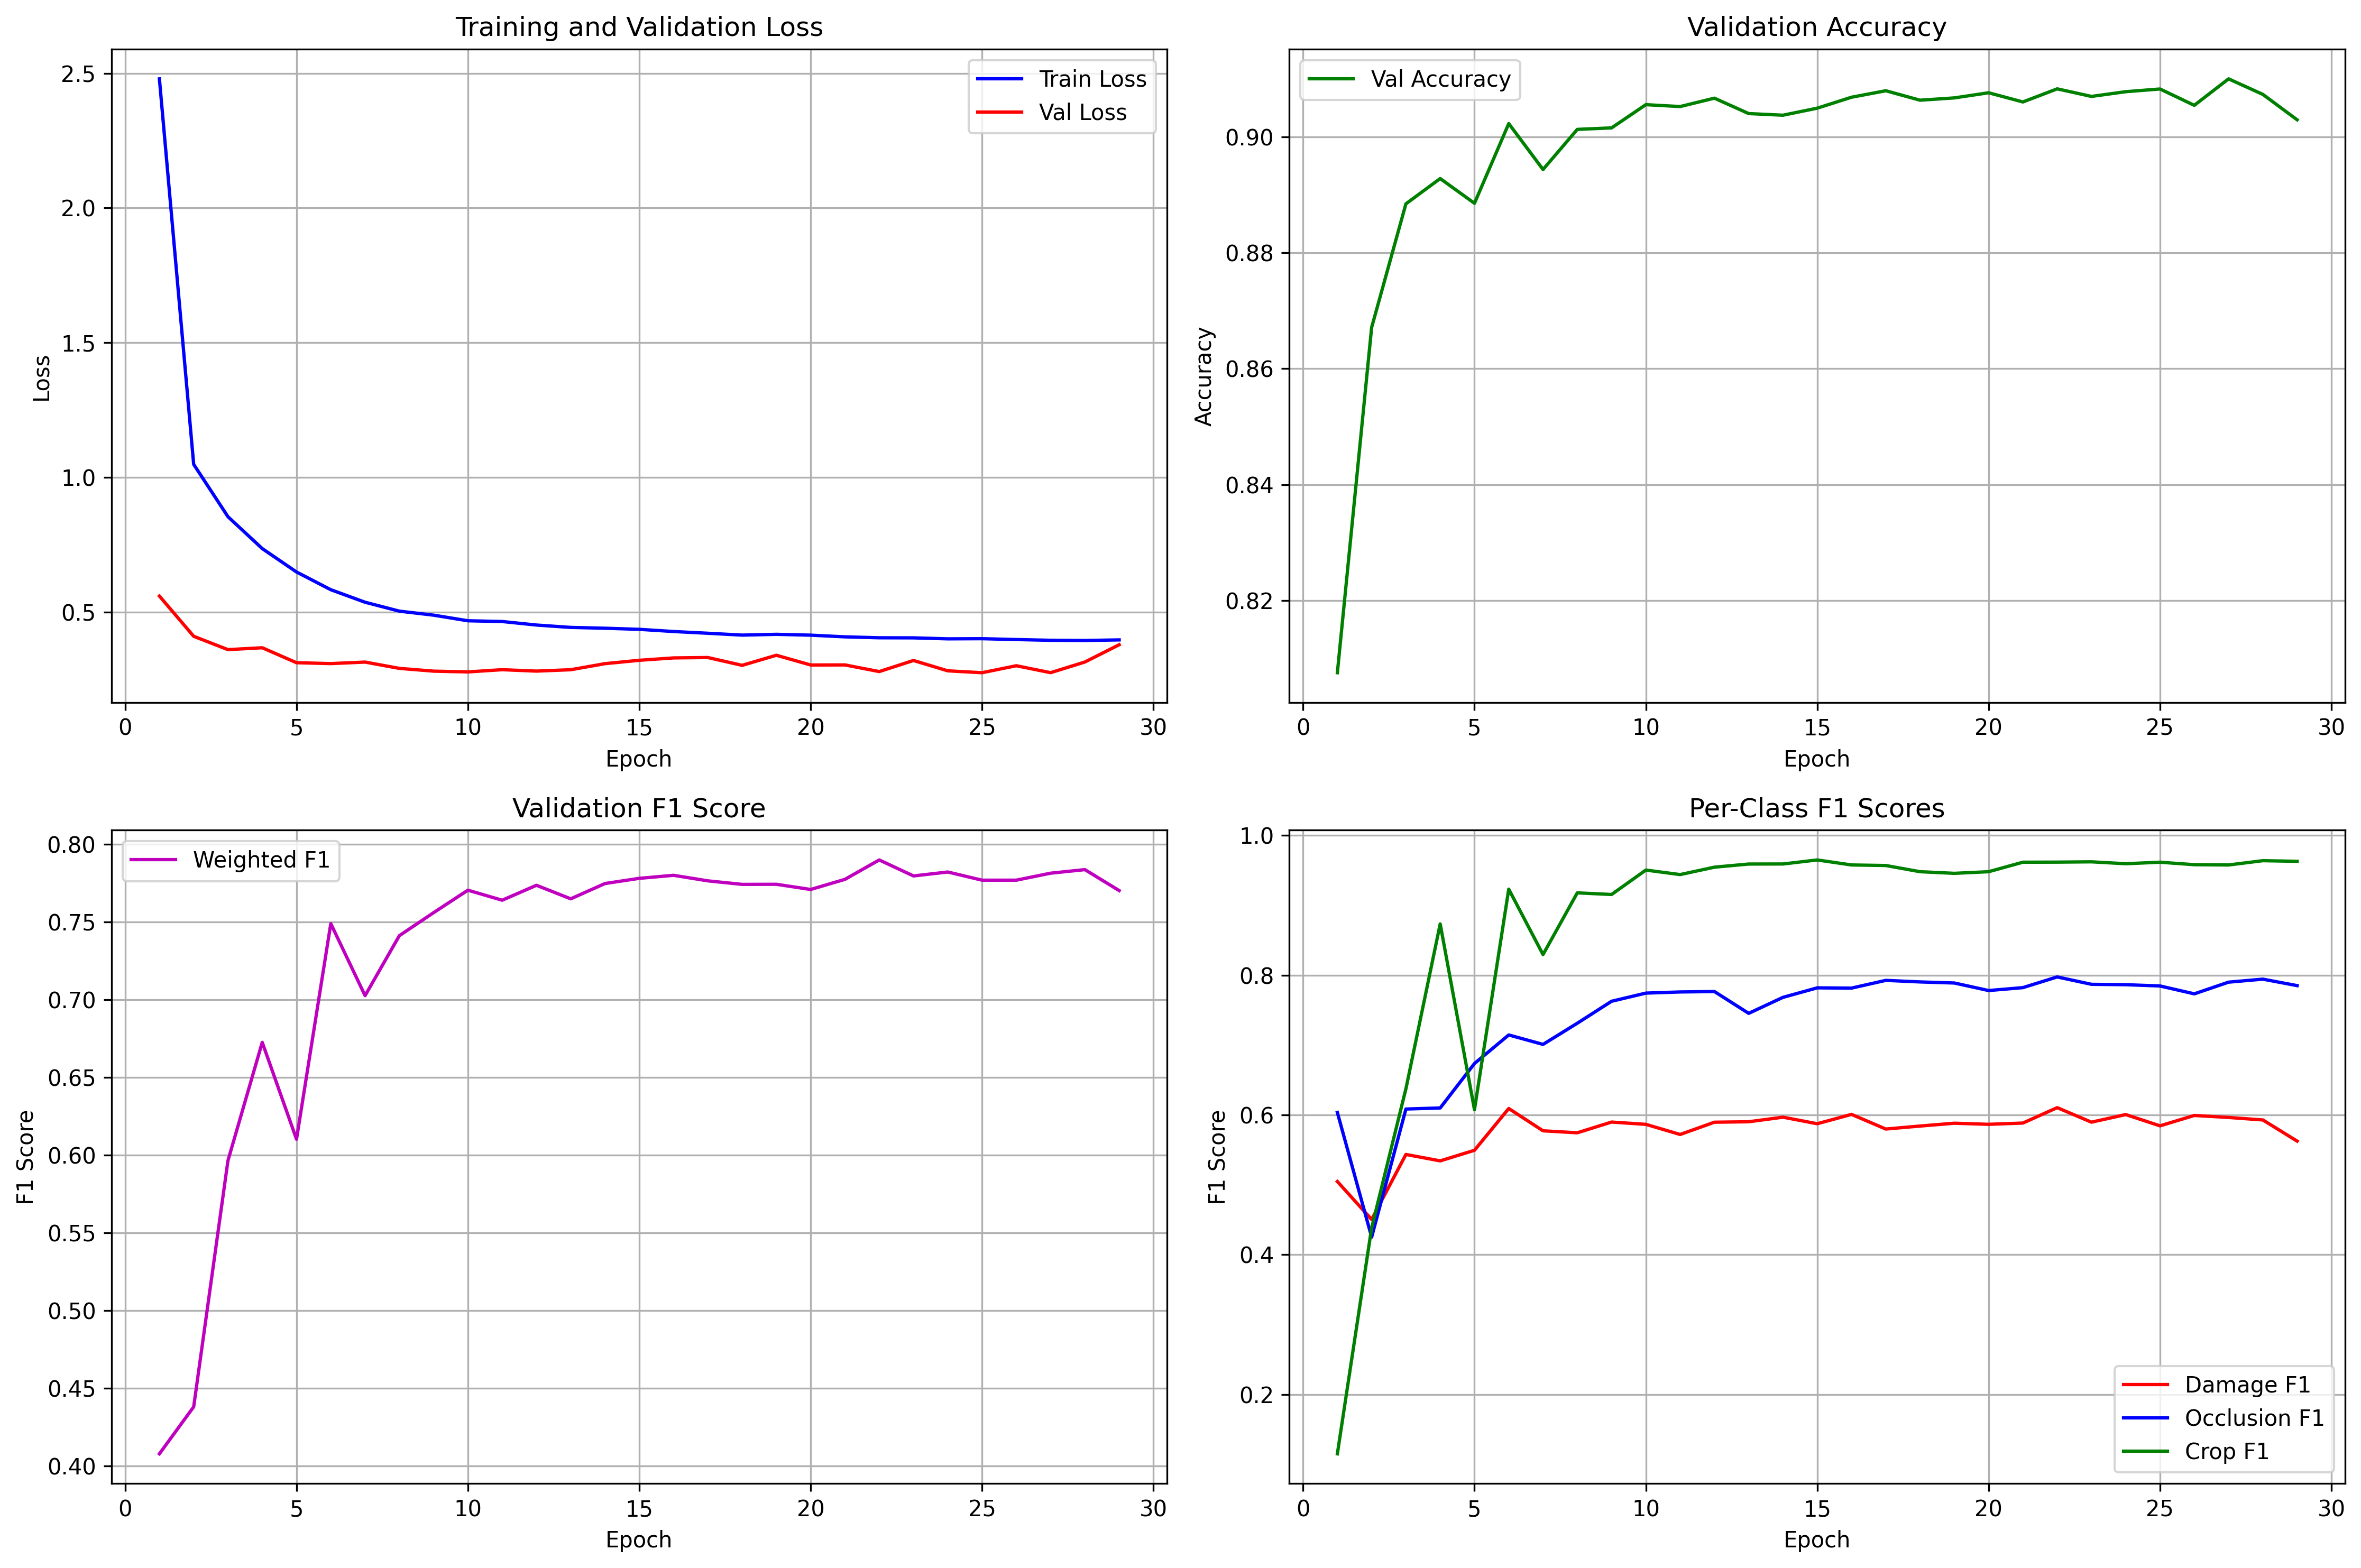 Training and Validation Loss
2.5
2.0
1.5
1.0
0.5
Loss
Train Loss
Val Loss
0 5 10 15 20 25 30
Epoch
Validation Accuracy
0.90
0.88
0.86
0.84
0.82
Accuracy
Val Accuracy
0 5 10 15 20 25 30
Epoch
Validation F1 Score
0.80
0.75
0.70
0.65
0.60
0.55
0.50
0.45
0.40
F1 Score
Weighted F1
0 5 10 15 20 25 30
Epoch
Per-Class F1 Scores
1.0
0.8
0.6
0.4
0.2
F1 Score
Damage F1
Occlusion F1
Crop F1
0 5 10 15 20 25 30
Epoch